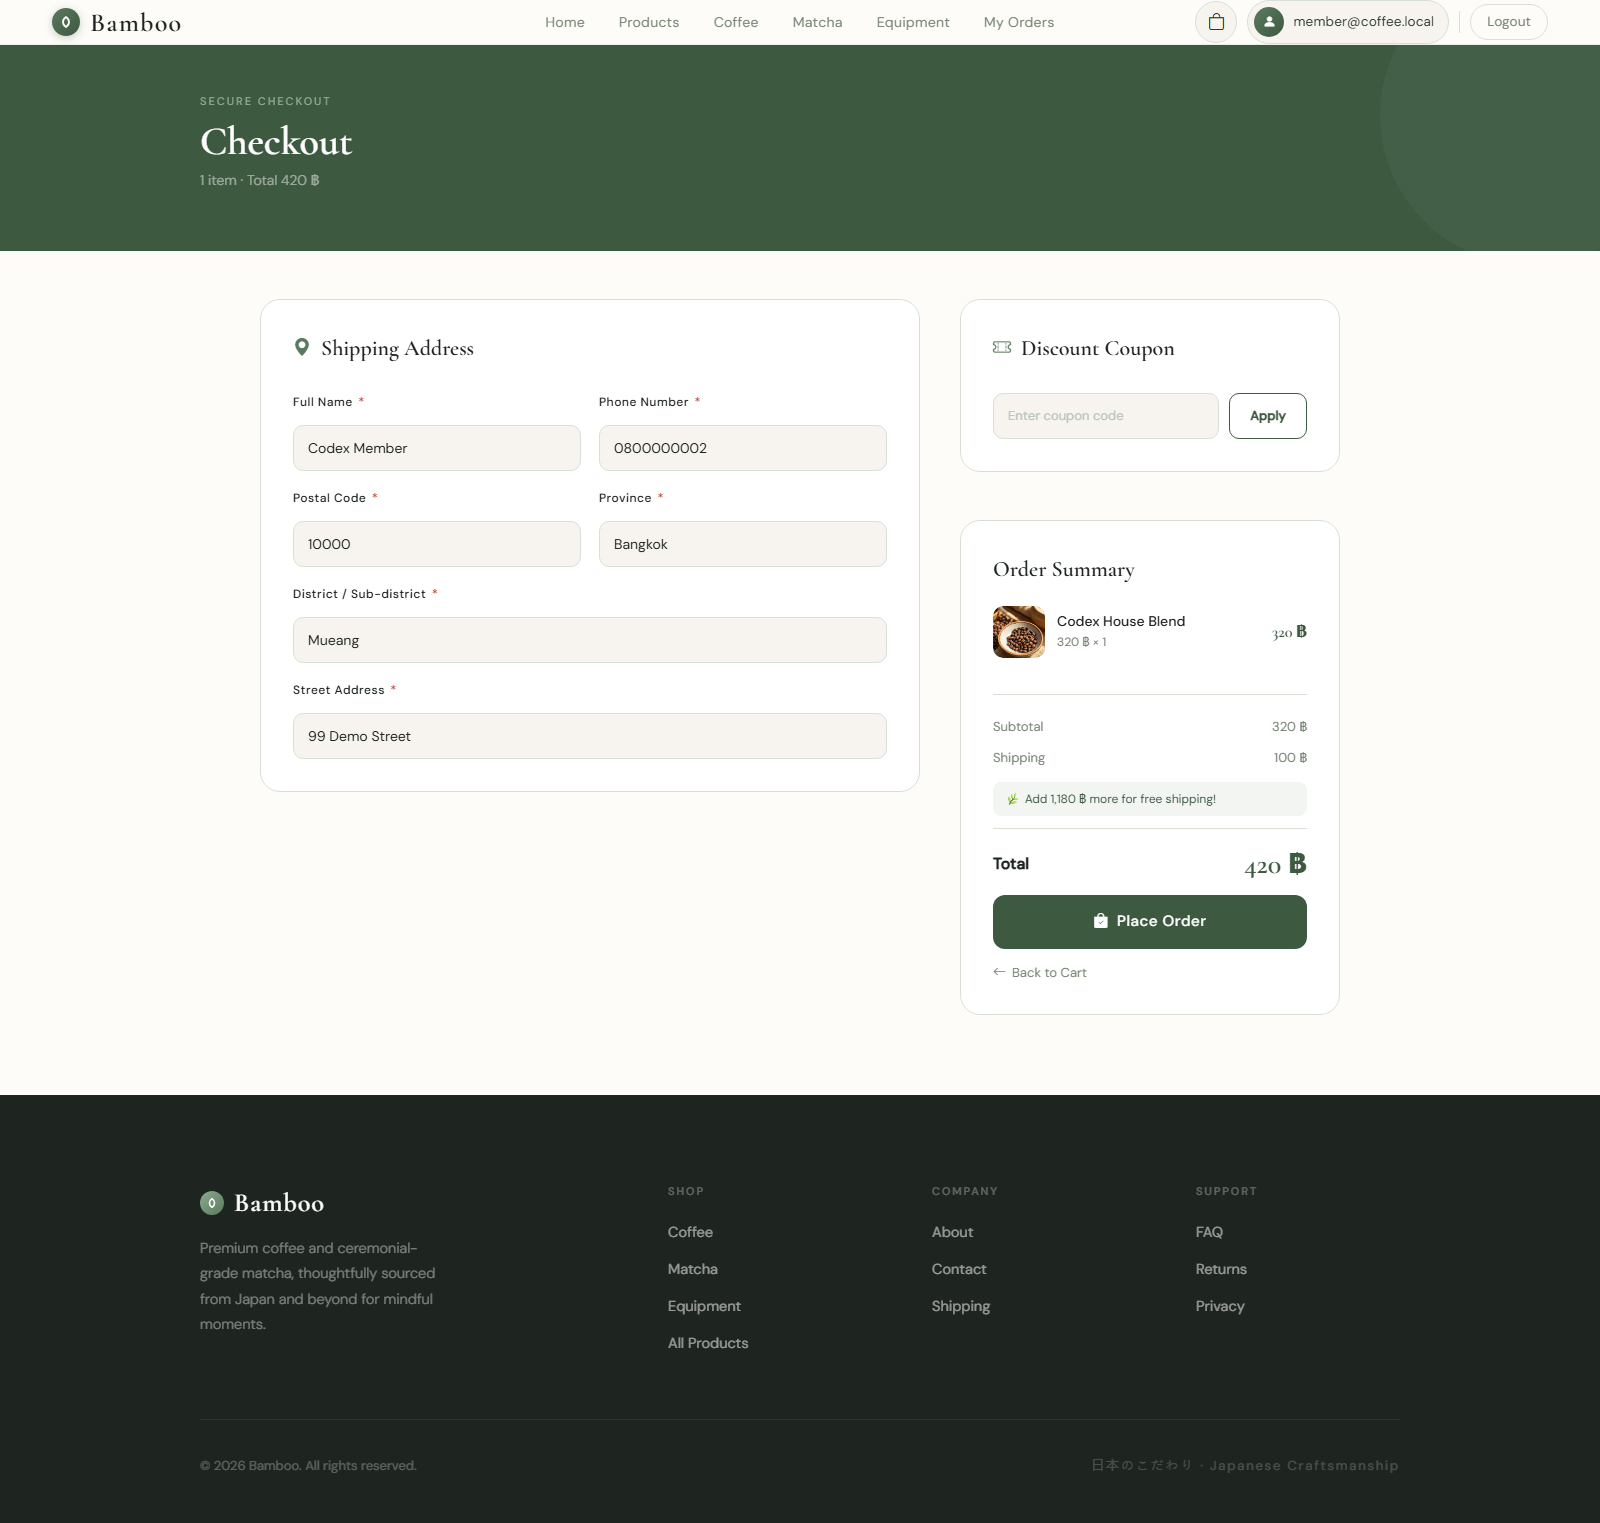 Bamboo
Home Products Coffee Matcha Equipment My Orders
member@coffee.local
Logout
SECURE CHECKOUT
Checkout
1 item · Total 420 ฿
Shipping Address
Full Name *
Phone Number *
Codex Member
0800000002
Postal Code *
Province *
10000
Bangkok
District / Sub-district *
Mueang
Street Address *
99 Demo Street
Discount Coupon
Enter coupon code
Apply
Order Summary
Codex House Blend
320 ฿ × 1
320 ฿
Subtotal 320 ฿
Shipping 100 ฿
Add 1,180 ฿ more for free shipping!
Total 420 ฿
Place Order
← Back to Cart
Bamboo
Premium coffee and ceremonial-
grade matcha, thoughtfully sourced
from Japan and beyond for mindful
moments.
SHOP
Coffee
Matcha
Equipment
All Products
COMPANY
About
Contact
Shipping
SUPPORT
FAQ
Returns
Privacy
© 2026 Bamboo. All rights reserved.
日本のこだわり · Japanese Craftsmanship